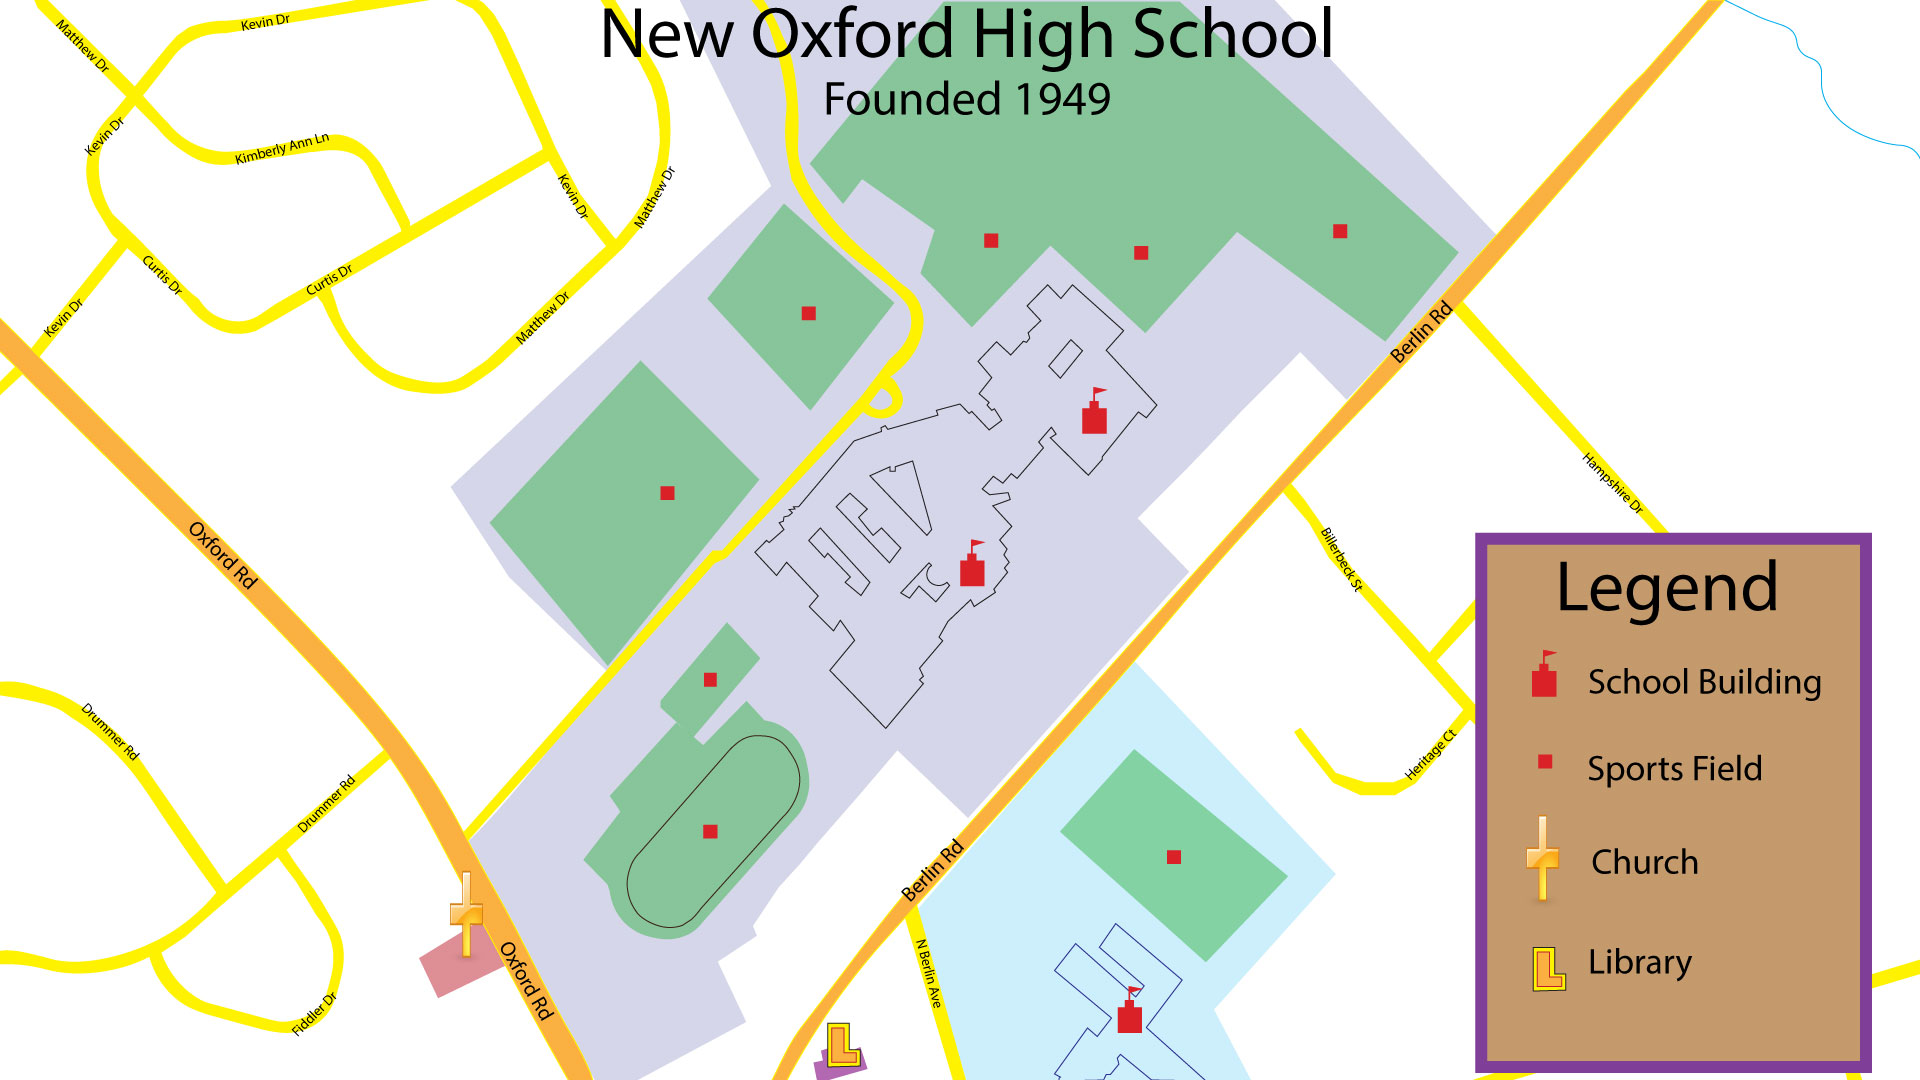 New Oxford High School
Founded 1949
Kevin Dr
Matthew Dr
Kevin Dr
Kimberly Ann Ln
Kevin Dr
Matthew Dr
Curtis Dr
Curtis Dr
Kevin Dr
Matthew Dr
Berlin Rd
Hampshire Dr
Oxford Rd
Billerbeck St
Drummer Rd
Drummer Rd
Heritage Ct
Berlin Rd
N Berlin Ave
Oxford Rd
Fiddler Dr
Legend
School Building
Sports Field
Church
Library